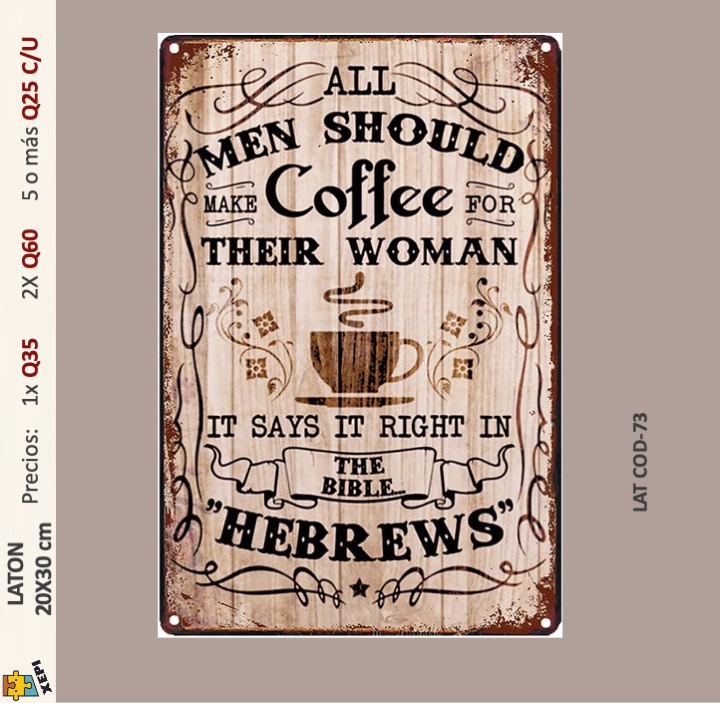 ALL
MEN SHOULD
MAKE Coffee FOR
THEIR WOMAN
IT SAYS IT RIGHT IN
THE
BIBLE...
"HEBREWS"
LATON
20X30 cm
Precios: 1x Q35 2X Q60 5 o más Q25 C/U
XEPI
LAT COD-73